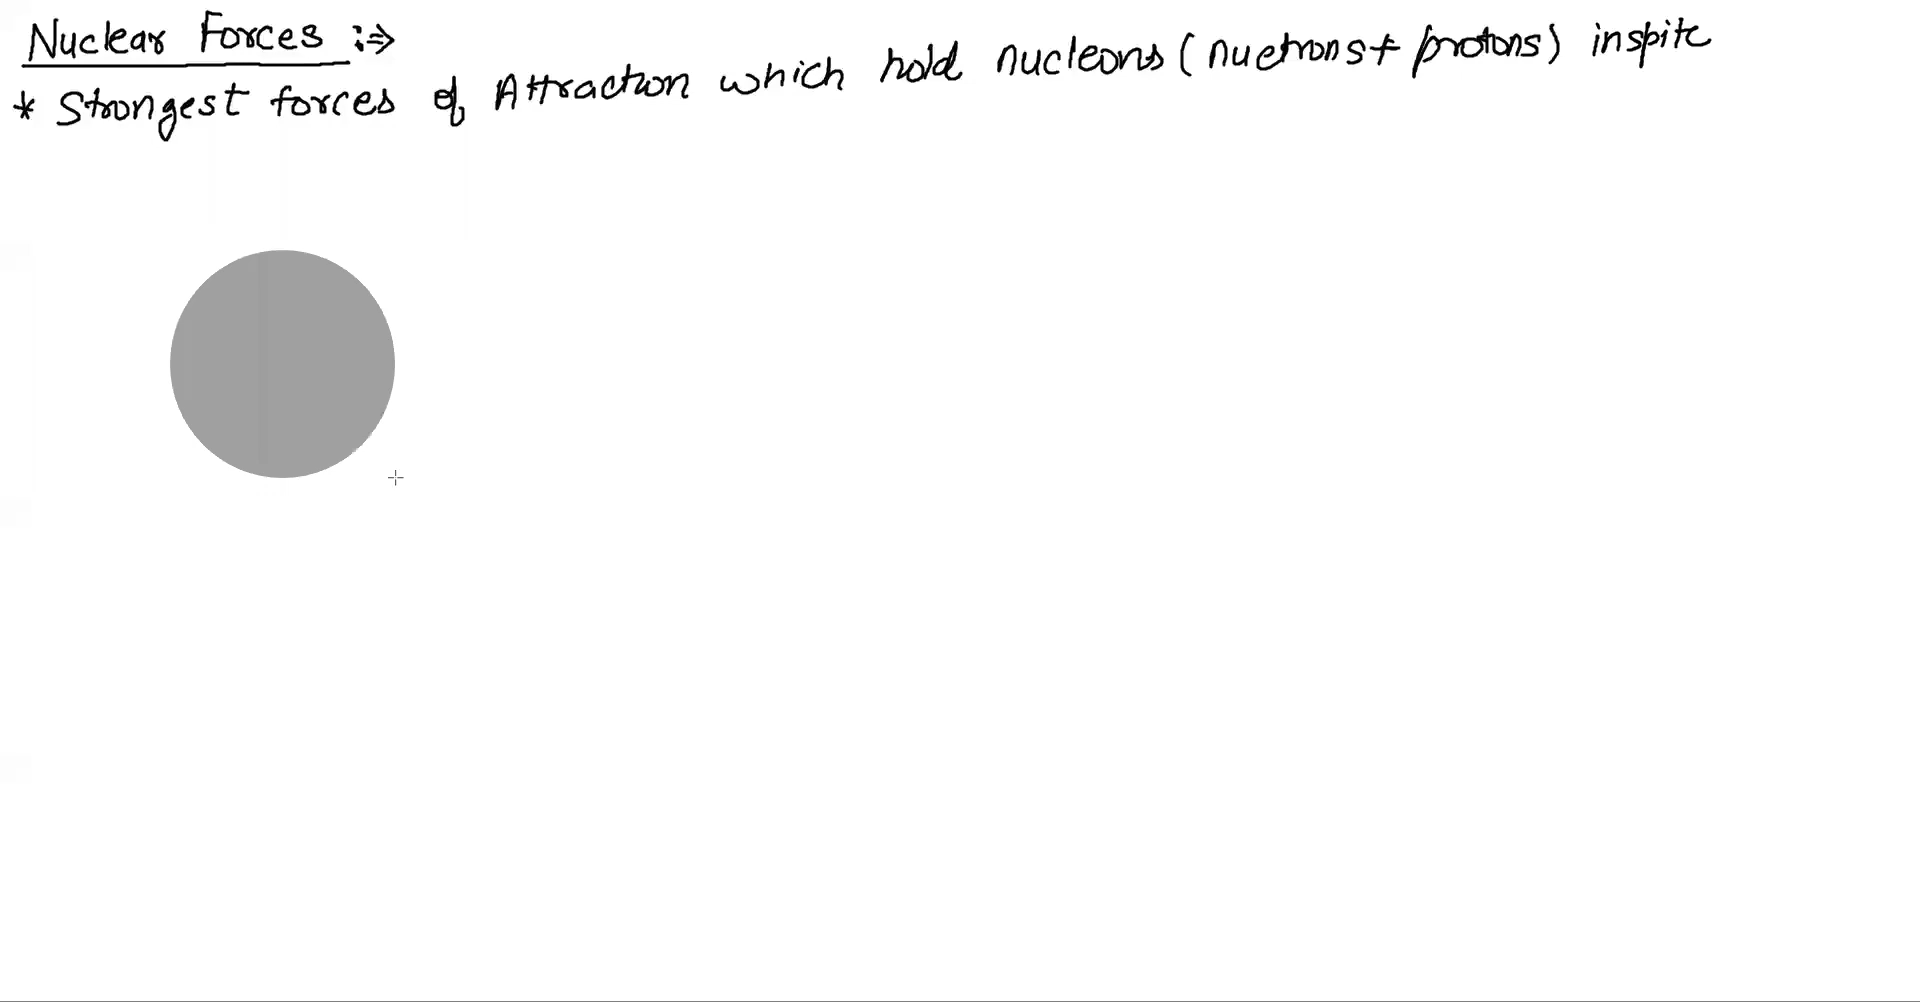 Nuclear Forces :⇒
* Strongest forces of Attraction which hold nucleons (nuetrons + protons) inspite